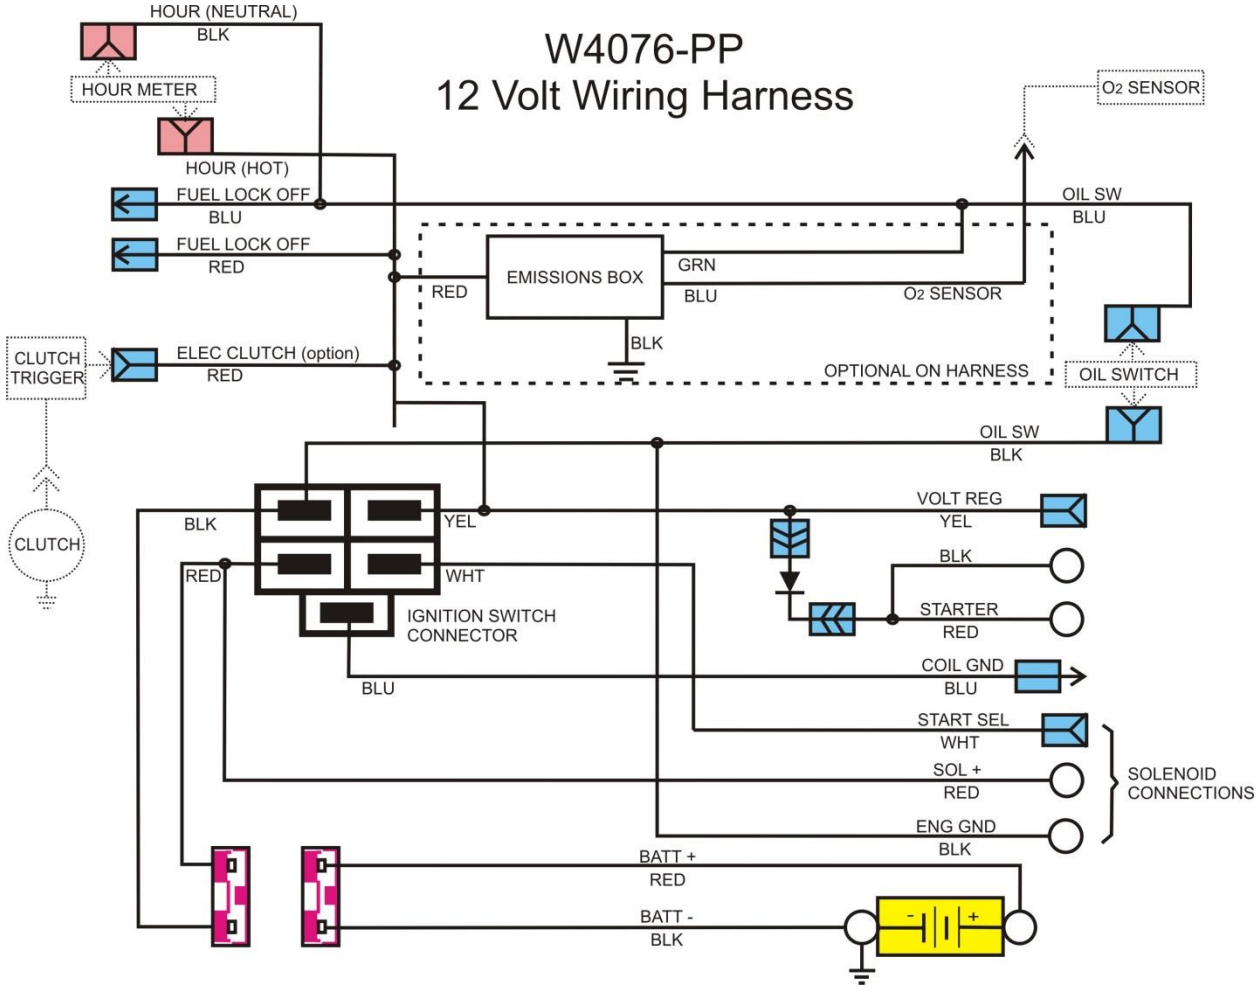 HOUR (NEUTRAL)
BLK
W4076-PP
12 Volt Wiring Harness
HOUR METER
O2 SENSOR
HOUR (HOT)
FUEL LOCK OFF
BLU
OIL SW
BLU
FUEL LOCK OFF
RED
EMISSIONS BOX
GRN
RED
BLU
O2 SENSOR
BLK
CLUTCH
TRIGGER
ELEC CLUTCH (option)
RED
OPTIONAL ON HARNESS
OIL SWITCH
OIL SW
BLK
VOLT REG
YEL
BLK
YEL
CLUTCH
BLK
RED
WHT
IGNITION SWITCH
CONNECTOR
STARTER
RED
COIL GND
BLU
BLU
START SEL
WHT
SOL +
RED
SOLENOID
CONNECTIONS
ENG GND
BLK
BATT +
RED
BATT -
BLK
- +